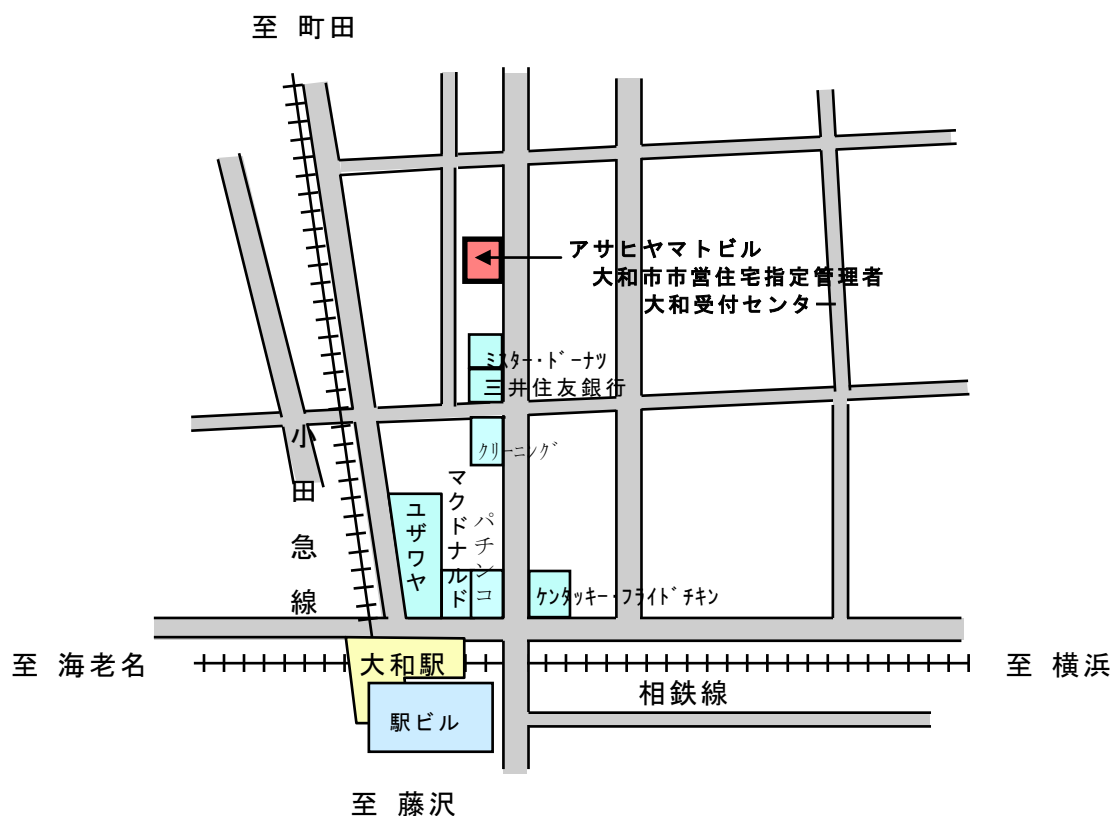 至 町田
アサヒヤマトビル
大和市市営住宅指定管理者
大和受付センター
ミスター・ドーナツ
三井住友銀行
クリーニング
小田急線
マクドナルド
パチンコ
ユザワヤ
ケンタッキー・フライドチキン
至 海老名
大和駅
至 横浜
相鉄線
駅ビル
至 藤沢